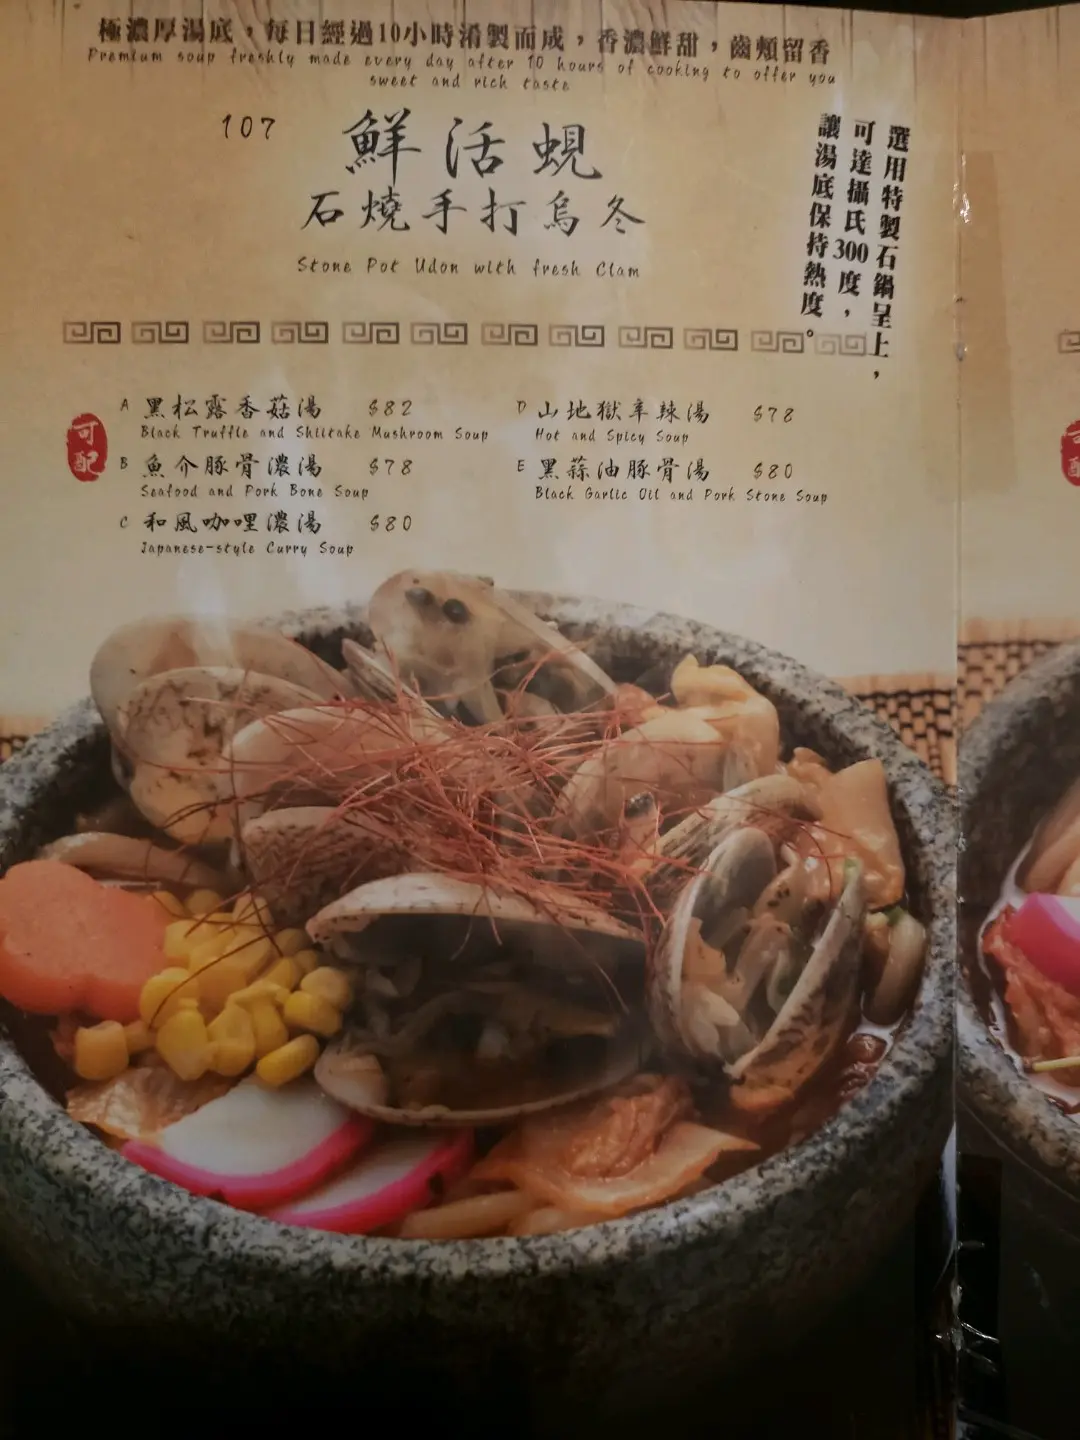 極濃厚湯底，每日經過10小時淆製而成，香濃鮮甜，齒頰留香
Premium soup freshly made every day after 10 hours of cooking to offer you
sweet and rich taste
107
鮮活蜆
石燒手打烏冬
Stone Pot Udon with fresh Clam
選用特製石鍋呈上，
可達攝氏300度，
讓湯底保持熱度。
可配
A 黑松露香菇湯 $82
Black Truffle and Shiitake Mushroom Soup
B 魚介豚骨濃湯 $78
Seafood and Pork Bone Soup
C 和風咖哩濃湯 $80
Japanese-style Curry Soup
D 山地獄辛辣湯 $78
Hot and Spicy Soup
E 黑蒜油豚骨湯 $80
Black Garlic Oil and Pork Stone Soup